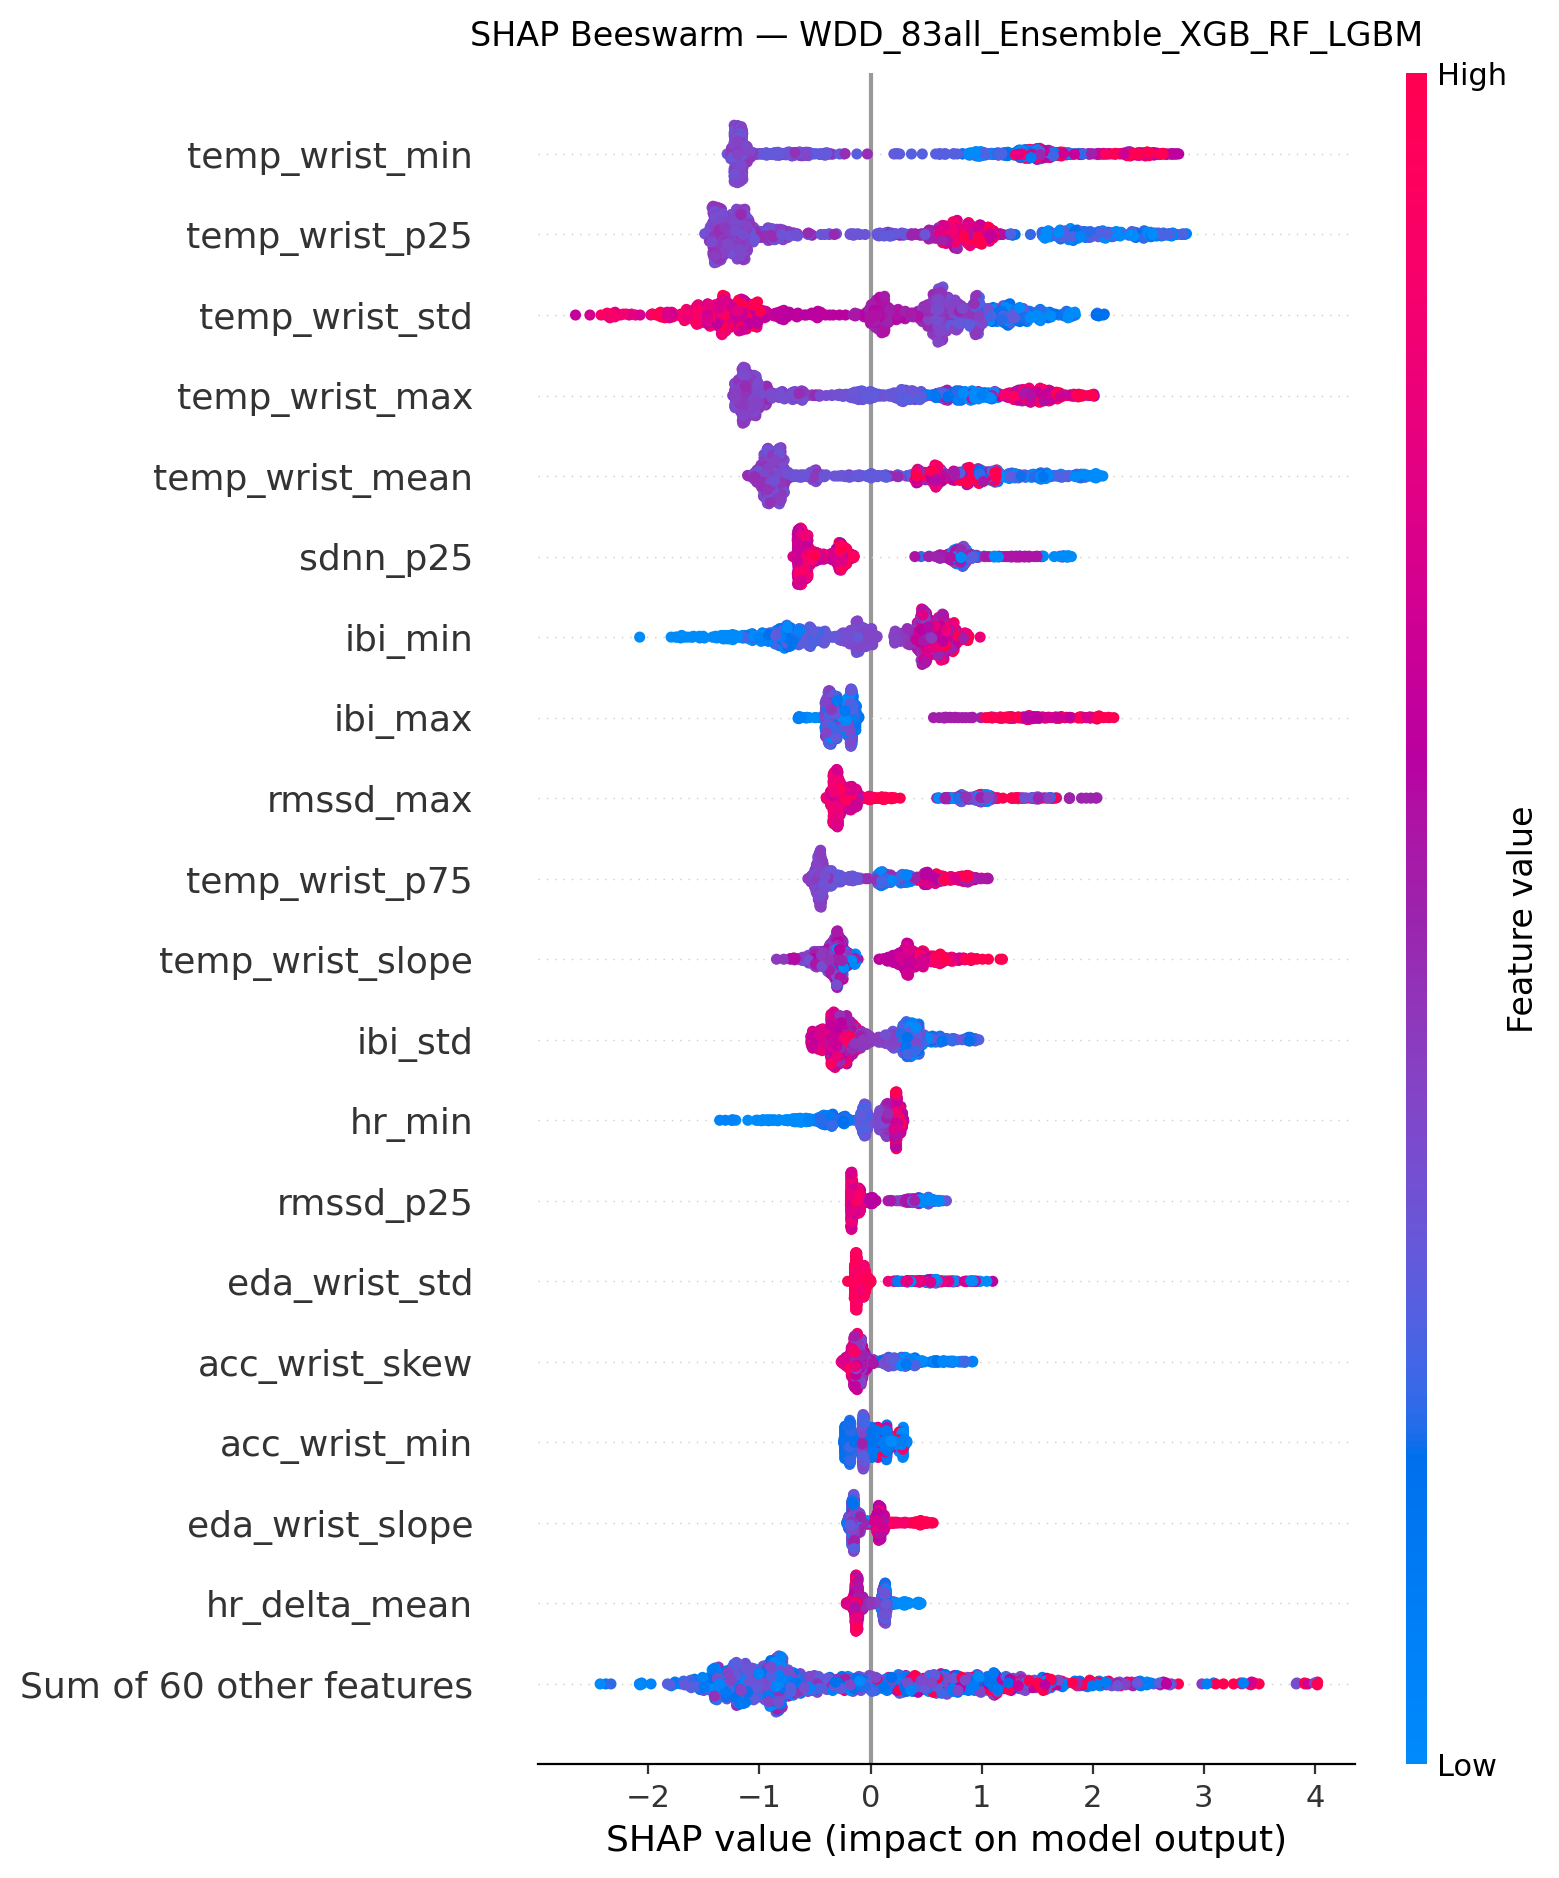 SHAP Beeswarm — WDD_83all_Ensemble_XGB_RF_LGBM
High
temp_wrist_min
temp_wrist_p25
temp_wrist_std
temp_wrist_max
temp_wrist_mean
sdnn_p25
ibi_min
ibi_max
rmssd_max
temp_wrist_p75
temp_wrist_slope
ibi_std
hr_min
rmssd_p25
eda_wrist_std
acc_wrist_skew
acc_wrist_min
eda_wrist_slope
hr_delta_mean
Sum of 60 other features
Feature value
Low
−2 −1 0 1 2 3 4
SHAP value (impact on model output)